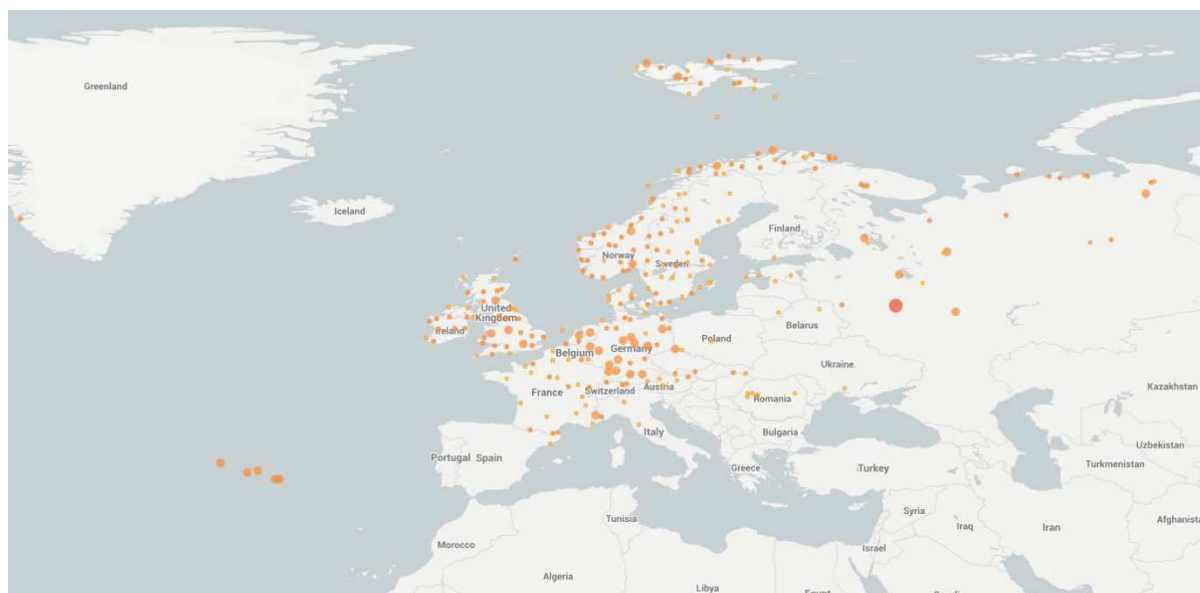 Greenland
Iceland
Finland
Norway
Sweden
United
Kingdom
Ireland
Belarus
Poland
Belgium
Germany
Ukraine
France
Austria
Switzerland
Kazakhstan
Romania
Italy
Bulgaria
Uzbekistan
Portugal
Spain
Greece
Turkey
Turkmenistan
Syria
Tunisia
Afghanist
Iraq
Iran
Morocco
Israel
Algeria
Libya